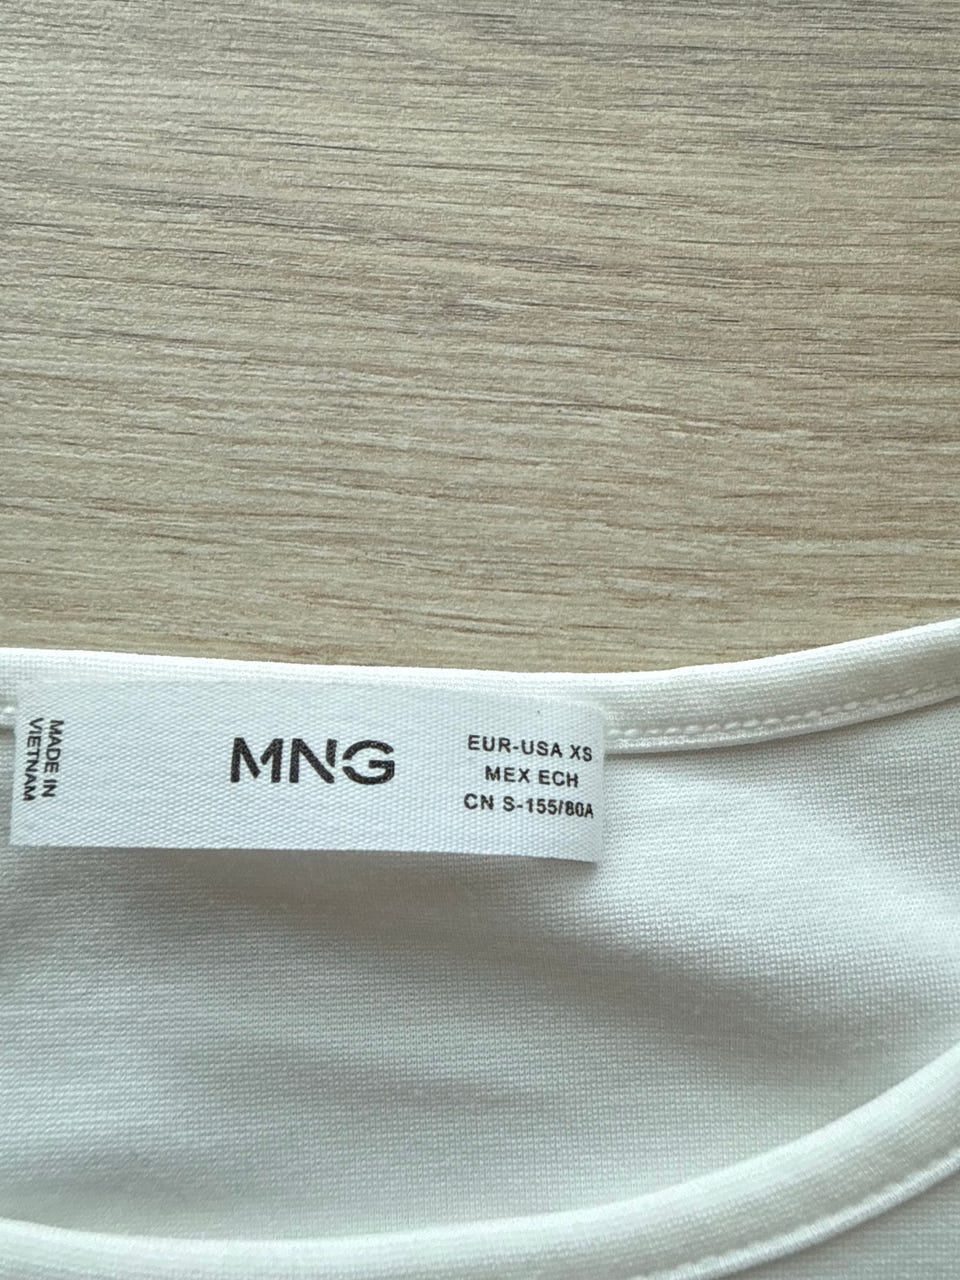 MADE IN
VIETNAM
MNG
EUR-USA XS
MEX ECH
CN S-155/80A